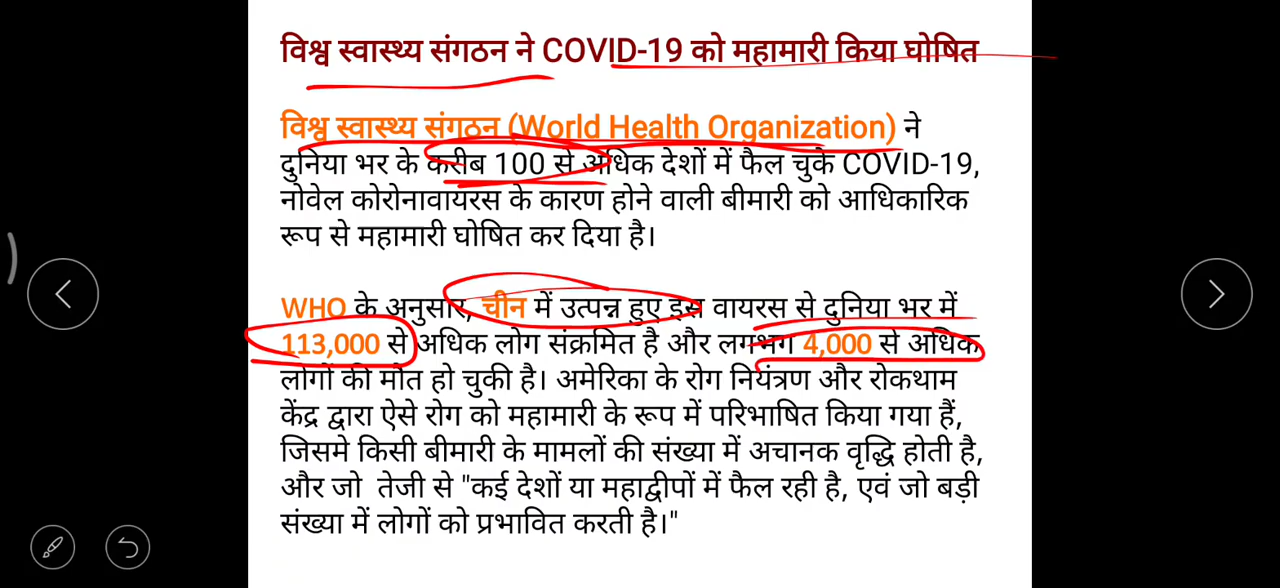 विश्व स्वास्थ्य संगठन ने COVID-19 को महामारी किया घोषित
विश्व स्वास्थ्य संगठन (World Health Organization) ने
दुनिया भर के करीब 100 से अधिक देशों में फैल चुके COVID-19,
नोवेल कोरोनावायरस के कारण होने वाली बीमारी को आधिकारिक
रूप से महामारी घोषित कर दिया है।
WHO के अनुसार, चीन में उत्पन्न हुए इस वायरस से दुनिया भर में
113,000 से अधिक लोग संक्रमित है और लगभग 4,000 से अधिक
लोगों की मौत हो चुकी है। अमेरिका के रोग नियंत्रण और रोकथाम
केंद्र द्वारा ऐसे रोग को महामारी के रूप में परिभाषित किया गया हैं,
जिसमे किसी बीमारी के मामलों की संख्या में अचानक वृद्धि होती है,
और जो तेजी से "कई देशों या महाद्वीपों में फैल रही है, एवं जो बड़ी
संख्या में लोगों को प्रभावित करती है।"